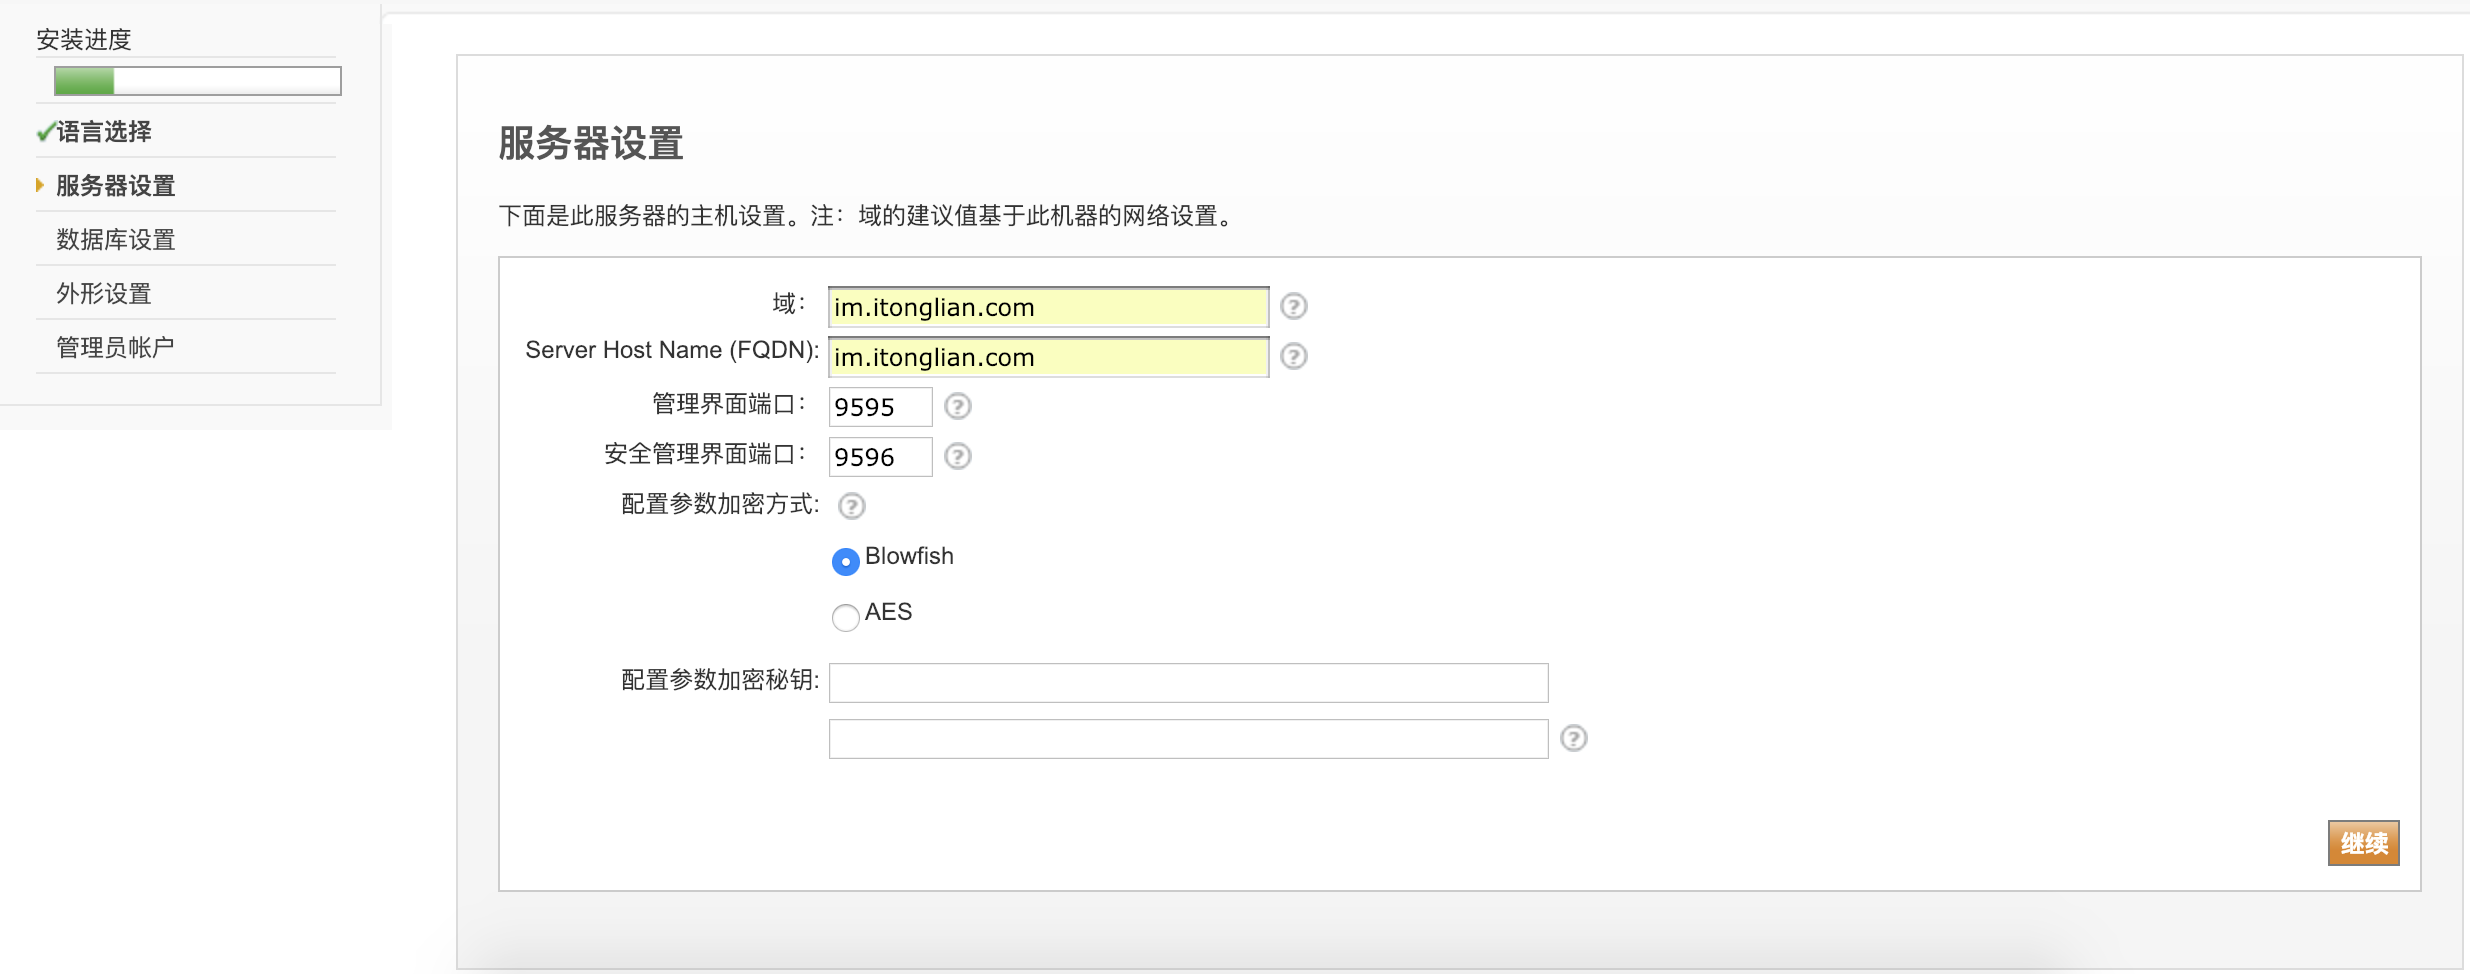 安装进度
语言选择
服务器设置
数据库设置
外形设置
管理员帐户
服务器设置
下面是此服务器的主机设置。注：域的建议值基于此机器的网络设置。
域： im.itonglian.com
Server Host Name (FQDN): im.itonglian.com
管理界面端口： 9595
安全管理界面端口： 9596
配置参数加密方式:
Blowfish
AES
配置参数加密秘钥:
继续